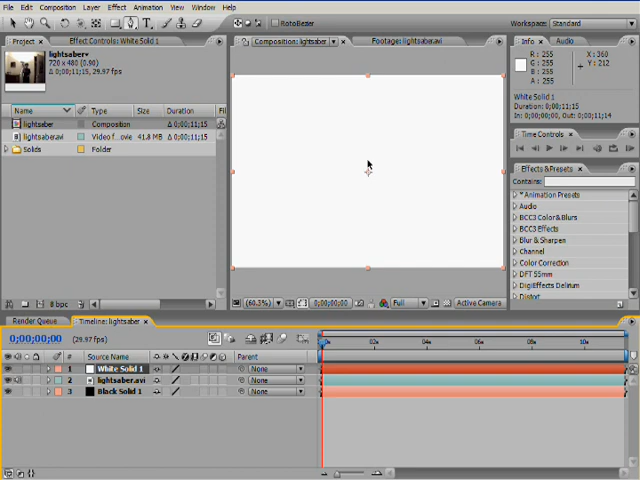 File Edit Composition Layer Effect Animation View Window Help
RotoBezier
Workspace: Standard
Project × Effect Controls: White Solid 1
Composition: lightsaber
Footage: lightsaber.avi
Info × Audio
lightsaber
720 x 480 (0.90)
Δ 0;00;11;15, 29.97 fps
R : 255
G : 255
B : 255
A : 255
X : 360
Y : 212
White Solid 1
Duration: 0;00;11;15
In: 0;00;00;00, Out: 0;00;11;14
Name Type Size Duration Fil
lightsaber Composition Δ 0;00;11;15
lightsaber.avi Video f...ovie 41.8 MB Δ 0;00;11;15
Solids Folder
Time Controls ×
Effects & Presets ×
Contains:
* Animation Presets
Audio
BCC3 Color & Blurs
BCC3 Effects
Blur & Sharpen
Channel
Color Correction
DFT 55mm
DigiEffects Delirium
Distort
8 bpc
(60.3%) 0;00;00;00 Full Active Camera
Render Queue Timeline: lightsaber ×
0;00;00;00 (29.97 fps)
0s 02s 04s 06s 08s 10s
# Source Name Parent
1 White Solid 1 None
2 lightsaber.avi None
3 Black Solid 1 None